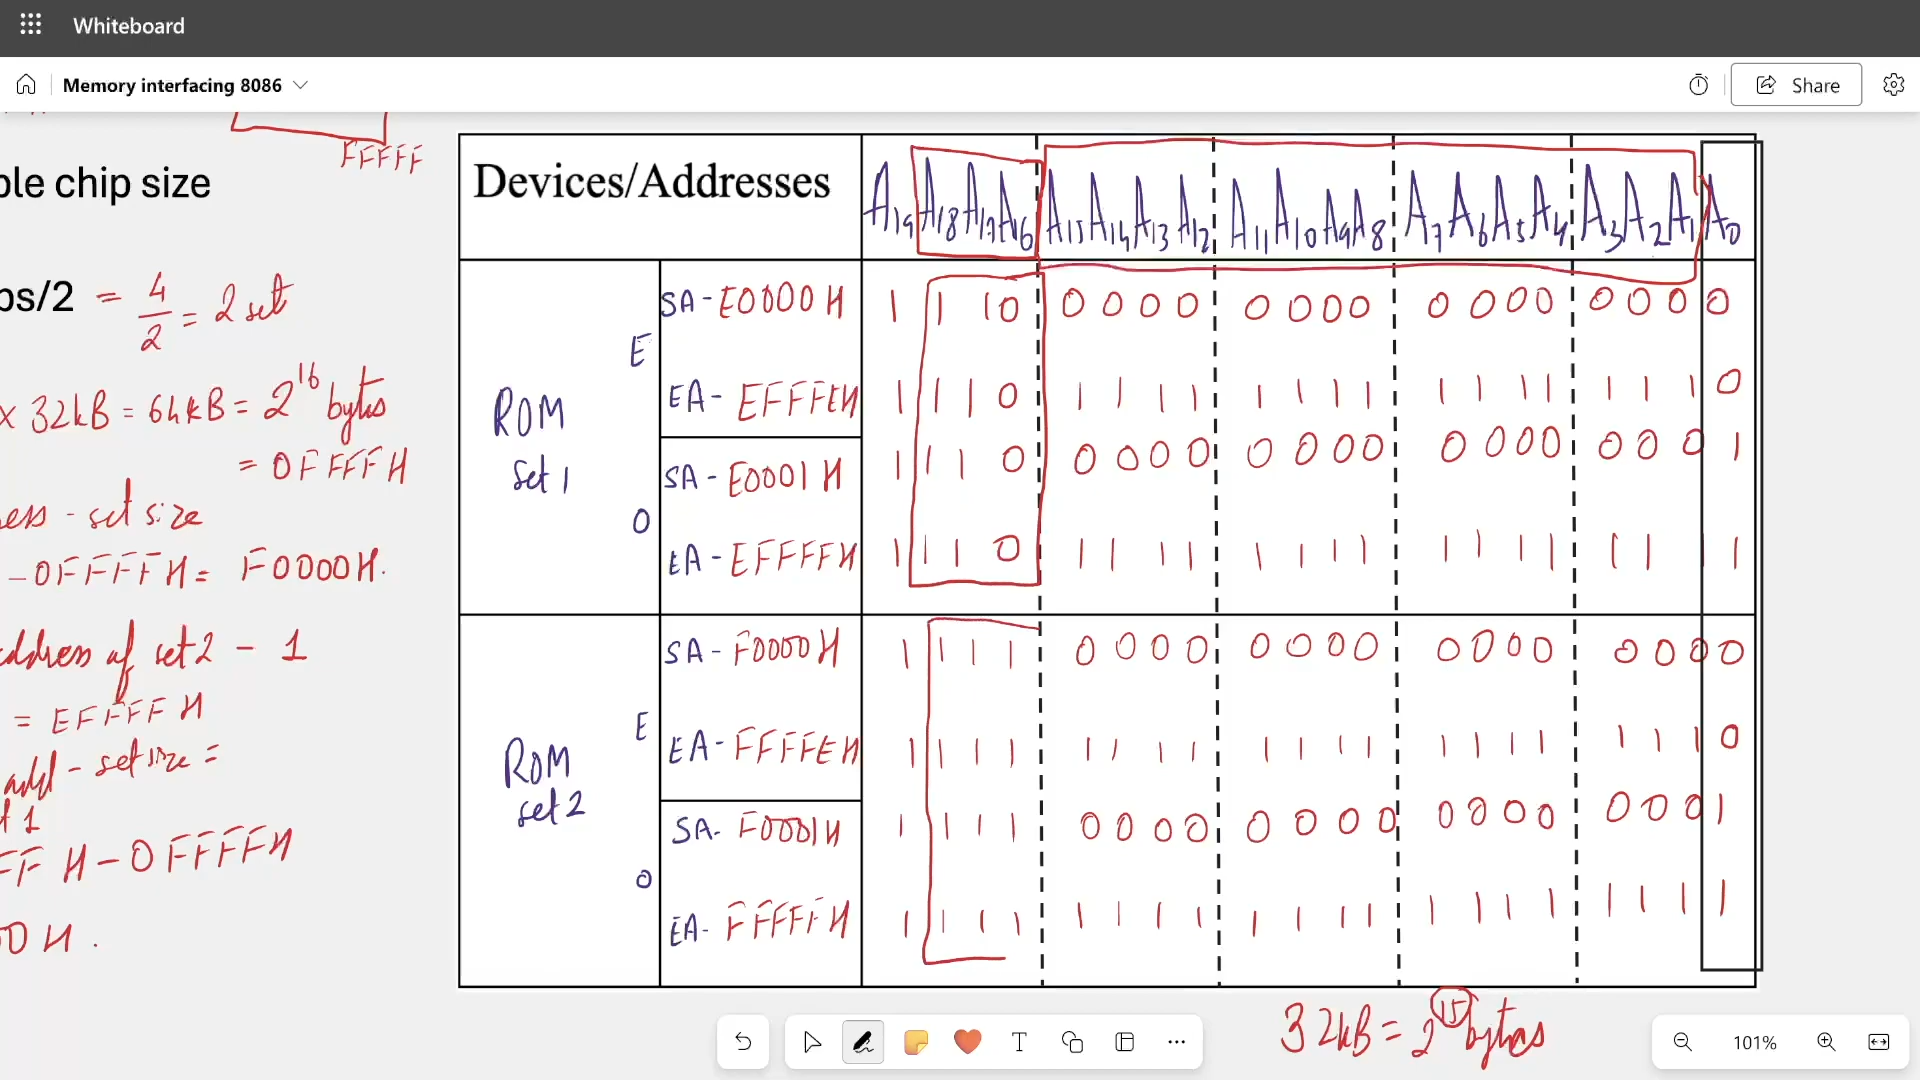 Whiteboard
Memory interfacing 8086
Share
FFFFF
ble chip size
ps/2 = 4/2 = 2 set
x 32kB = 64kB = 2^16 bytes
= 0FFFFH
ess - set size
-0FFFFH = F0000H.
address of set2 - 1
= EFFFFH
add - set size =
t 1
FF H - 0FFFFH
00 H .
Devices/Addresses A19 A18 A17 A16 A15 A14 A13 A12 A11 A10 A9 A8 A7 A6 A5 A4 A3 A2 A1 A0
ROM set 1
E
SA - E0000 H 1 1 1 0 0 0 0 0 0 0 0 0 0 0 0 0 0 0 0 0
EA - EFFFEH 1 1 1 0 1 1 1 1 1 1 1 1 1 1 1 1 1 1 1 0
O
SA - E0001 H 1 1 1 0 0 0 0 0 0 0 0 0 0 0 0 0 0 0 0 1
EA - EFFFFH 1 1 1 0 1 1 1 1 1 1 1 1 1 1 1 1 1 1 1 1
ROM set 2
E
SA - F0000H 1 1 1 1 0 0 0 0 0 0 0 0 0 0 0 0 0 0 0 0
EA - FFFFEH 1 1 1 1 1 1 1 1 1 1 1 1 1 1 1 1 1 1 1 0
O
SA- F0001H 1 1 1 1 0 0 0 0 0 0 0 0 0 0 0 0 0 0 0 1
EA- FFFFFH 1 1 1 1 1 1 1 1 1 1 1 1 1 1 1 1 1 1 1 1
32kB = 2^15 bytes
T
101%